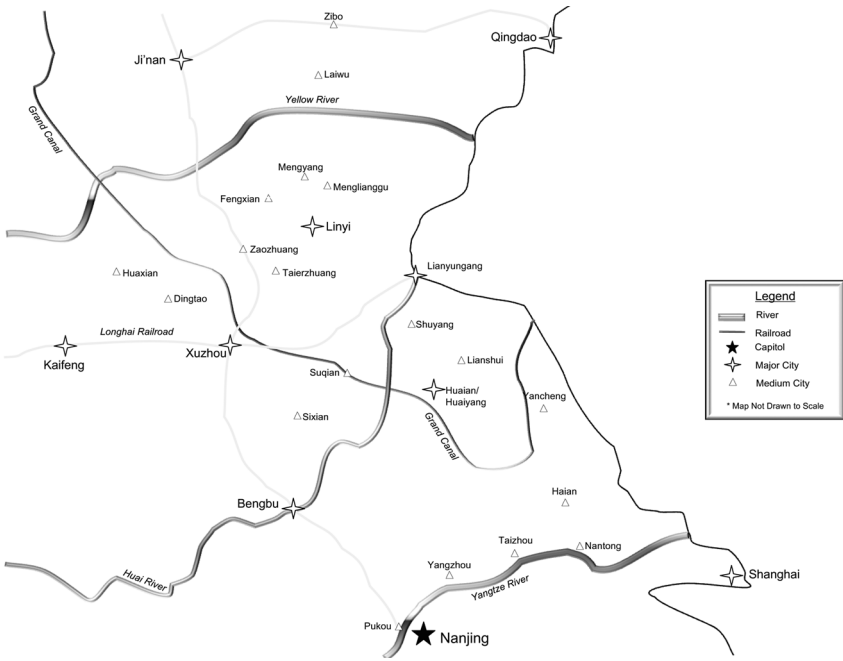 Zibo
Qingdao
Ji'nan
Laiwu
Yellow River
Grand Canal
Mengyang
Menglianggu
Fengxian
Linyi
Zaozhuang
Taierzhuang
Lianyungang
Huaxian
Dingtao
Shuyang
Longhai Railroad
Kaifeng
Xuzhou
Lianshui
Suqian
Huaian/
Huaiyang
Yancheng
Sixian
Grand Canal
Bengbu
Haian
Taizhou
Nantong
Huai River
Yangzhou
Yangtze River
Shanghai
Pukou
Nanjing
Legend
River
Railroad
Capitol
Major City
Medium City
* Map Not Drawn to Scale